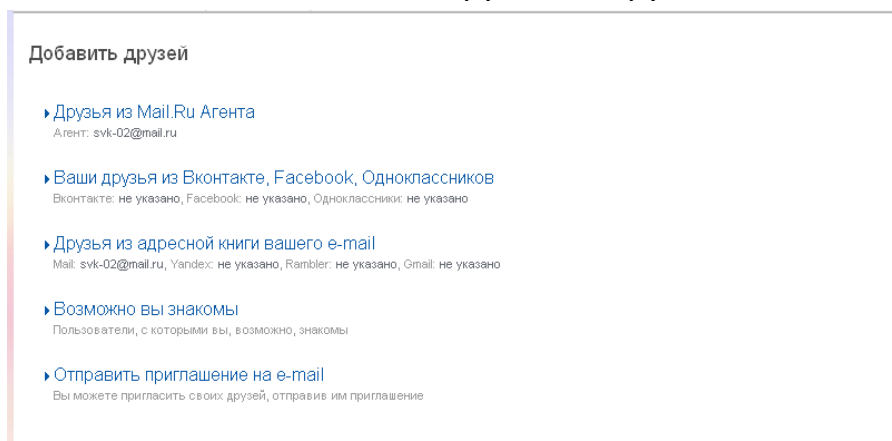 Добавить друзей
Друзья из Mail.Ru Агента
Агент: svk-02@mail.ru
Ваши друзья из Вконтакте, Facebook, Одноклассников
Вконтакте: не указано, Facebook: не указано, Одноклассники: не указано
Друзья из адресной книги вашего e-mail
Mail: svk-02@mail.ru, Yandex: не указано, Rambler: не указано, Gmail: не указано
Возможно вы знакомы
Пользователи, с которыми вы, возможно, знакомы
Отправить приглашение на e-mail
Вы можете пригласить своих друзей, отправив им приглашение